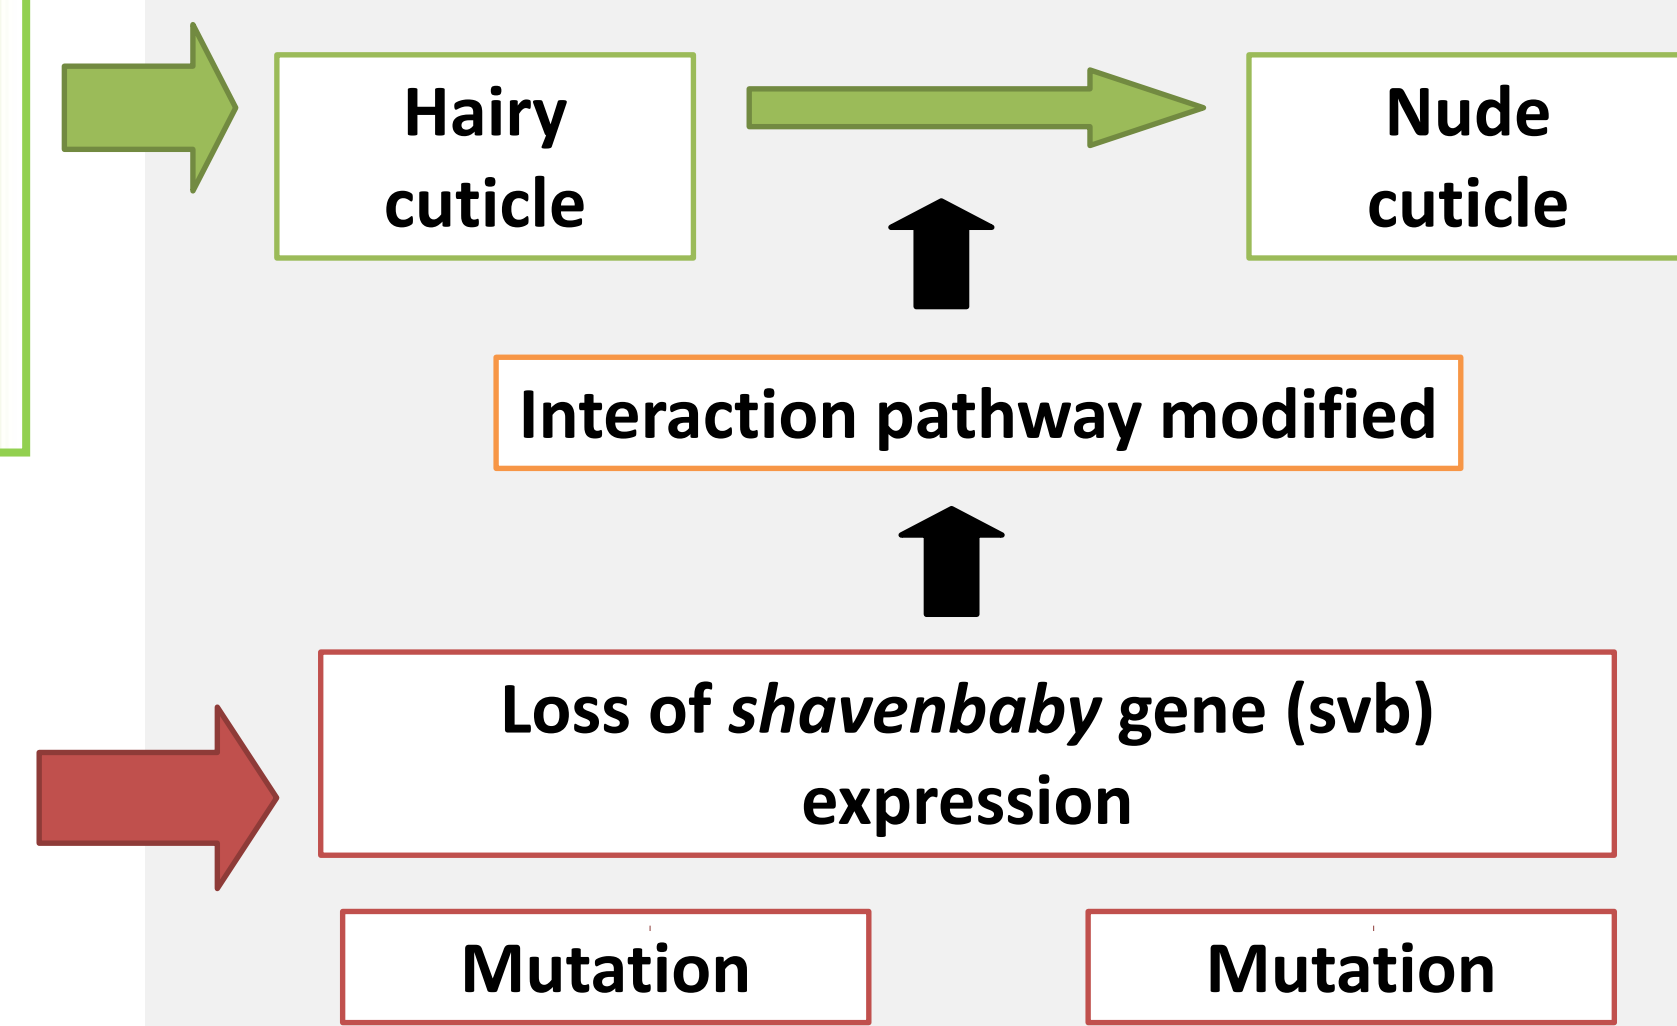 Hairy
cuticle
Nude
cuticle
Interaction pathway modified
Loss of shavenbaby gene (svb)
expression
Mutation
Mutation